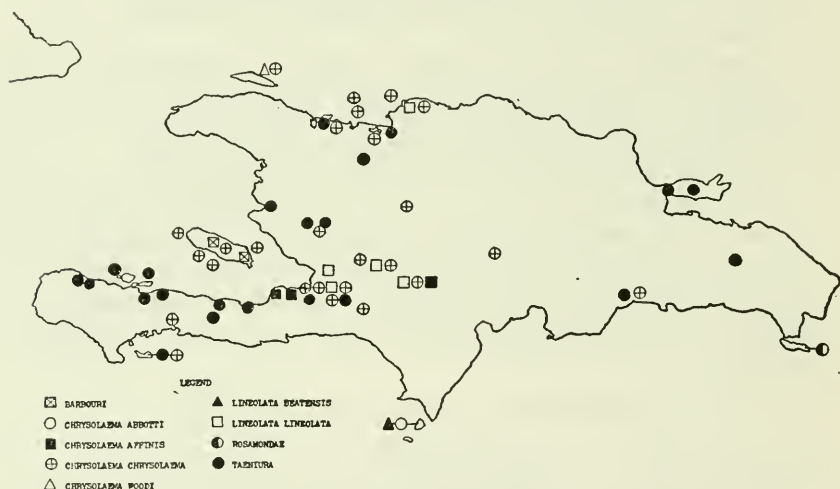 LEGEND
BARBOURI
CHRYSOLAEMA ABBOTTI
CHRYSOLAEMA AFFINIS
CHRYSOLAEMA CHRYSOLAEMA
CHRYSOLAEMA WOODI
LINEOLATA BEATENSIS
LINEOLATA LINEOLATA
ROSAMONDAE
TAENIURA